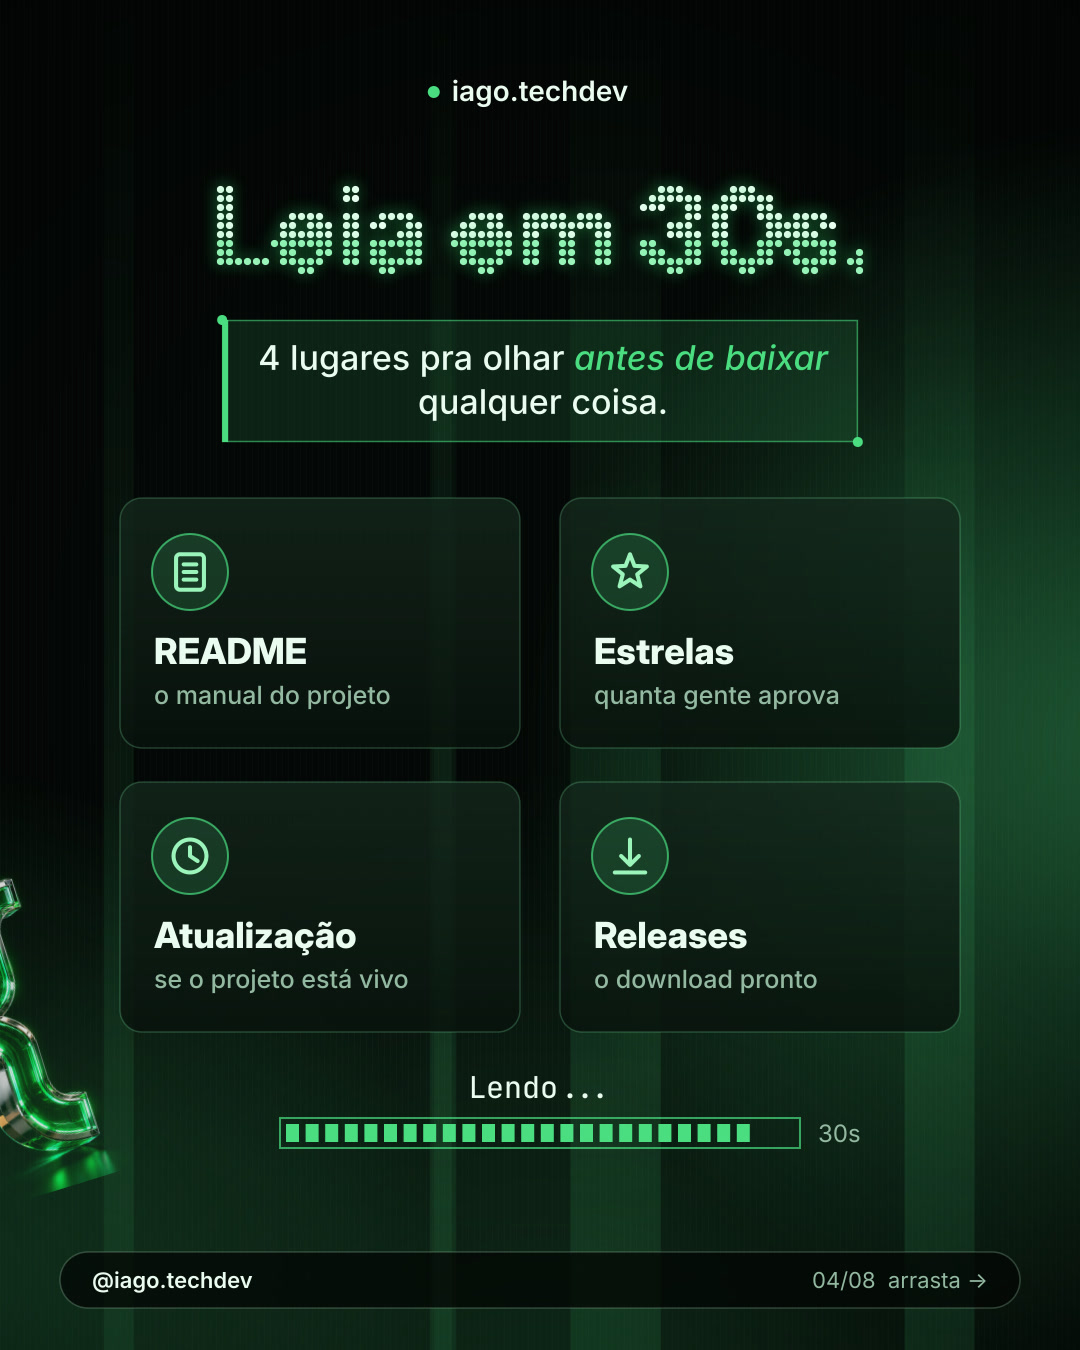 iago.techdev
Leia em 30s.
4 lugares pra olhar antes de baixar
qualquer coisa.
README
o manual do projeto
Estrelas
quanta gente aprova
Atualização
se o projeto está vivo
Releases
o download pronto
Lendo...
30s
@iago.techdev
04/08 arrasta →